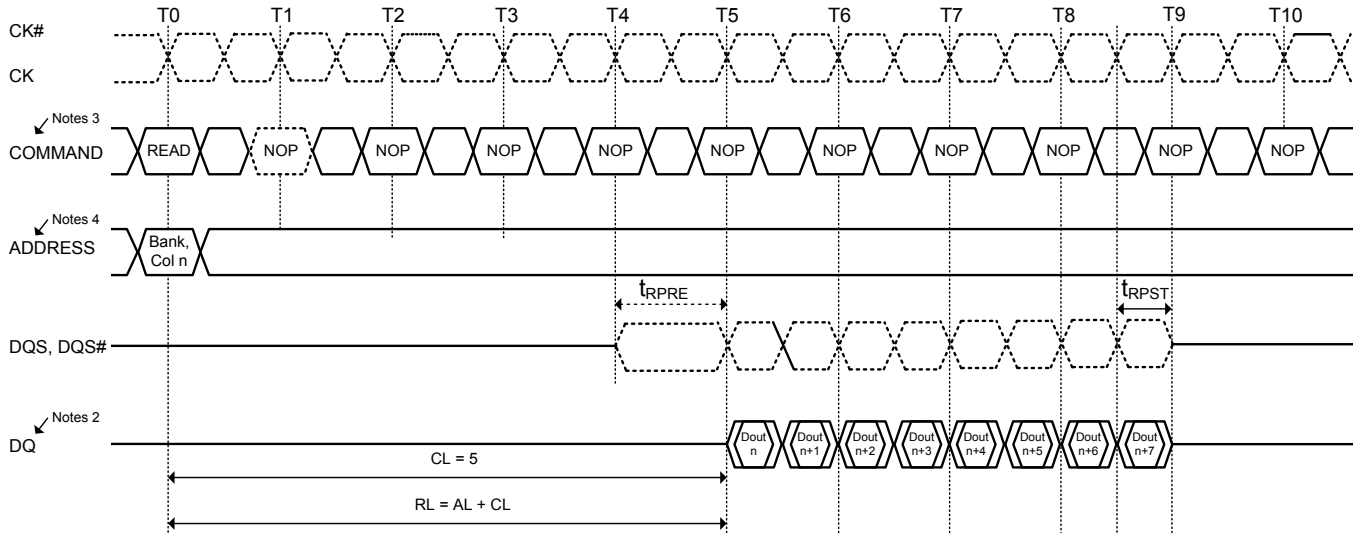 T0 T1 T2 T3 T4 T5 T6 T7 T8 T9 T10
CK#
CK
Notes 3
COMMAND READ NOP NOP NOP NOP NOP NOP NOP NOP NOP NOP
Notes 4
ADDRESS Bank,
Col n
tRPRE tRPST
DQS, DQS#
Notes 2
DQ
Dout Dout Dout Dout Dout Dout Dout Dout
n n+1 n+2 n+3 n+4 n+5 n+6 n+7
CL = 5
RL = AL + CL